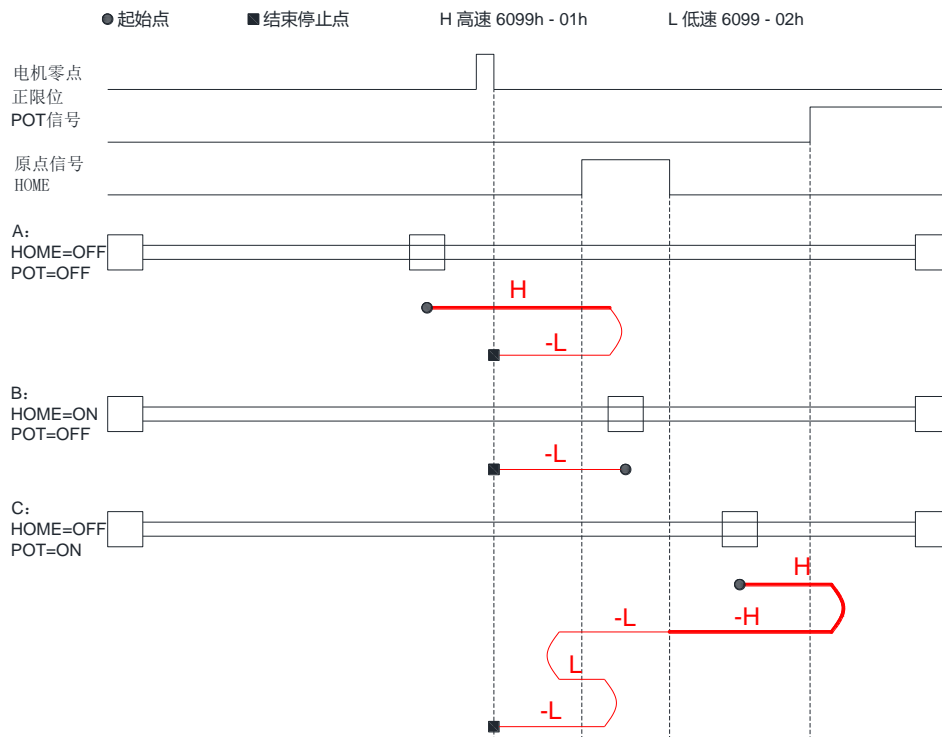 起始点 结束停止点 H 高速 6099h - 01h L 低速 6099 - 02h
电机零点
正限位
POT信号
原点信号
HOME
A:
HOME=OFF
POT=OFF
H
-L
B:
HOME=ON
POT=OFF
-L
C:
HOME=OFF
POT=ON
H
-H
-L
L
-L